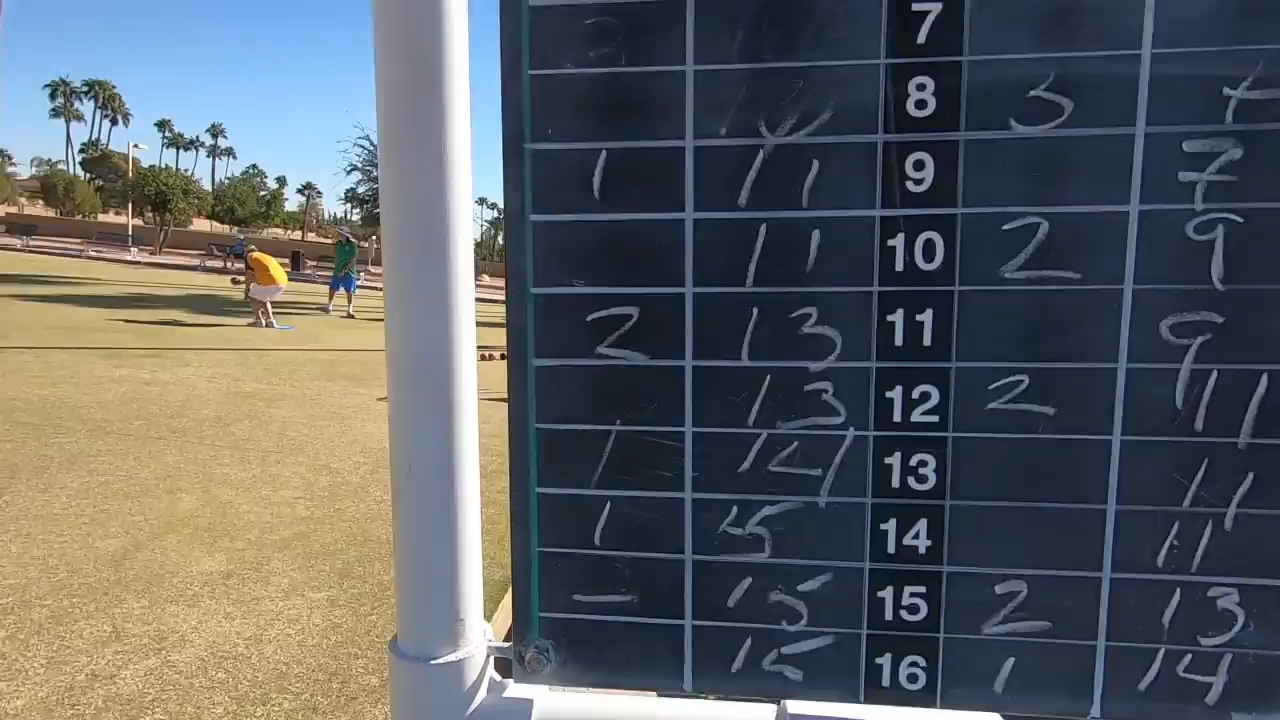 3 7
8 3
1 11 9 7
11 10 2 9
2 13 11 9
13 12 2 11
1 14 13 11
1 15 14 11
— 15 15 2 13
15 16 1 14